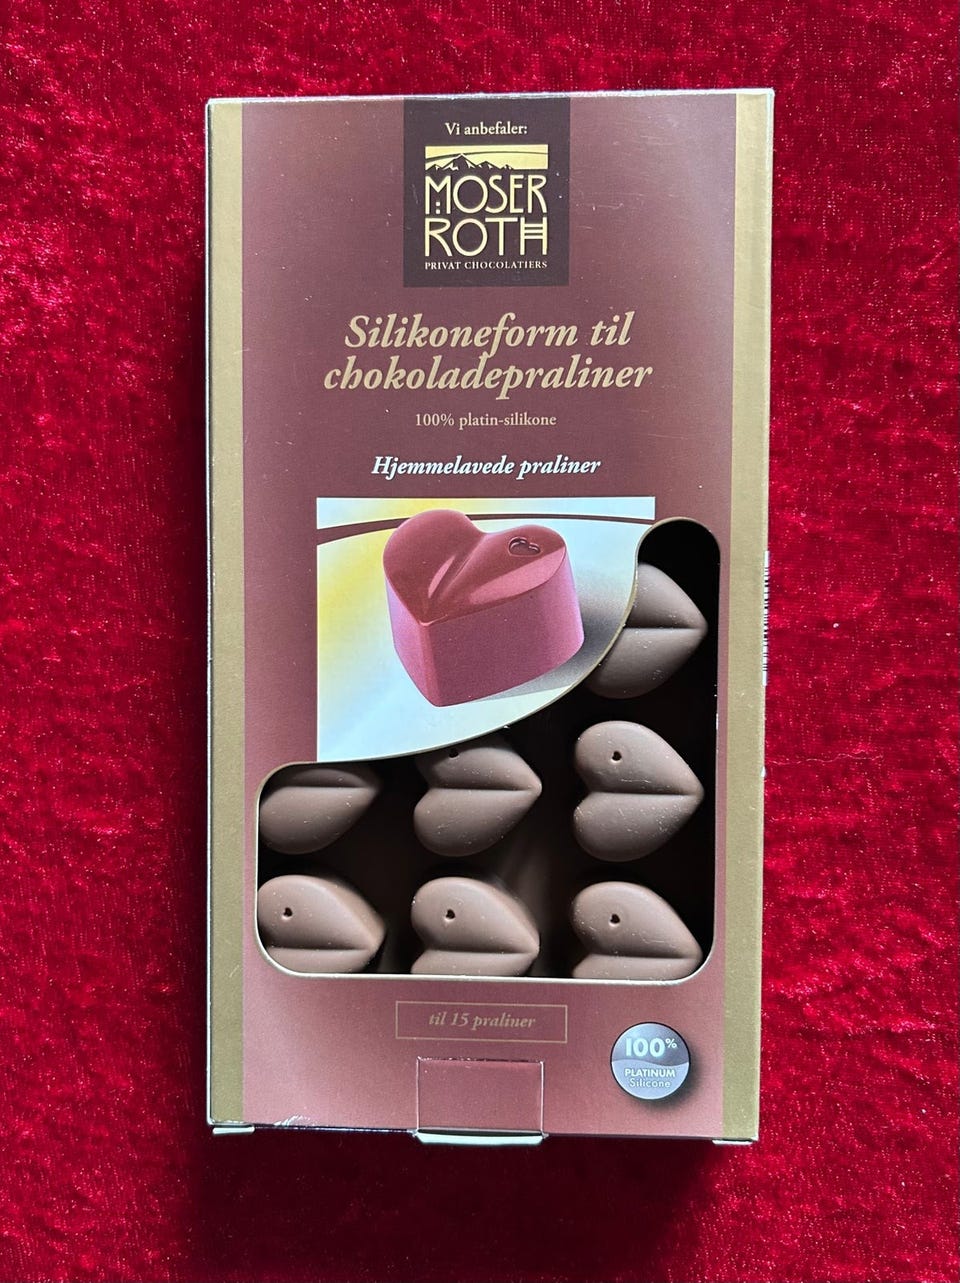 Vi anbefaler:
MOSER
ROTH
PRIVAT CHOCOLATIERS
Silikoneform til
chokoladepraliner
100% platin-silikone
Hjemmelavede praliner
til 15 praliner
100%
PLATINUM
Silicone